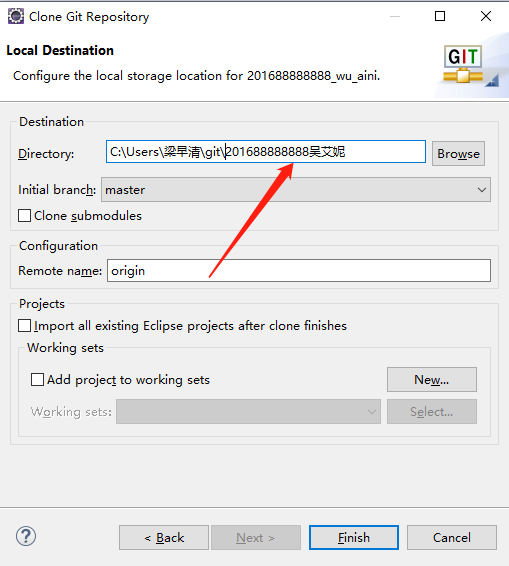 Clone Git Repository
Local Destination
Configure the local storage location for 201688888888_wu_aini.
GIT
Destination
Directory: C:\Users\梁早清\git\201688888888吴艾妮 Browse
Initial branch: master
Clone submodules
Configuration
Remote name: origin
Projects
Import all existing Eclipse projects after clone finishes
Working sets
Add project to working sets New...
Working sets: Select...
? < Back Next > Finish Cancel